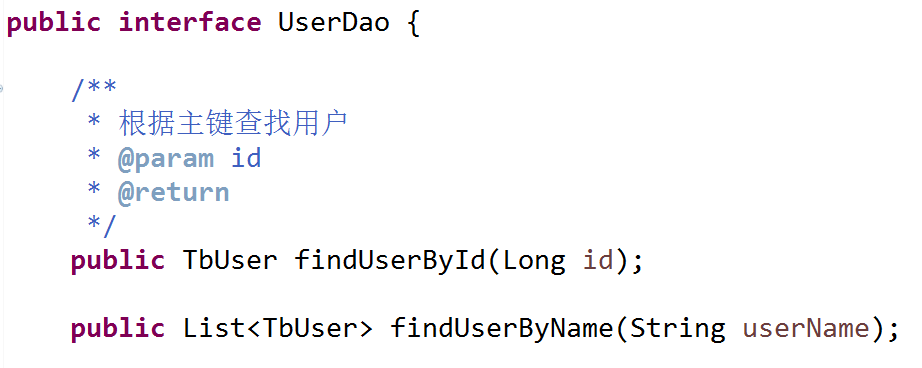 public interface UserDao {
/**
* 根据主键查找用户
* @param id
* @return
*/
public TbUser findUserById(Long id);
public List<TbUser> findUserByName(String userName);